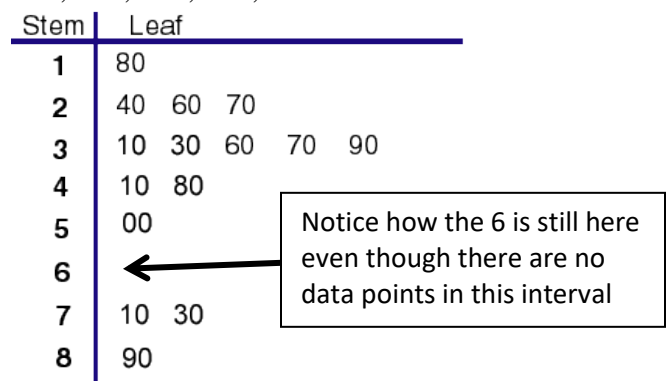 Stem Leaf
1 80
2 40 60 70
3 10 30 60 70 90
4 10 80
5 00
6
7 10 30
8 90
Notice how the 6 is still here
even though there are no
data points in this interval